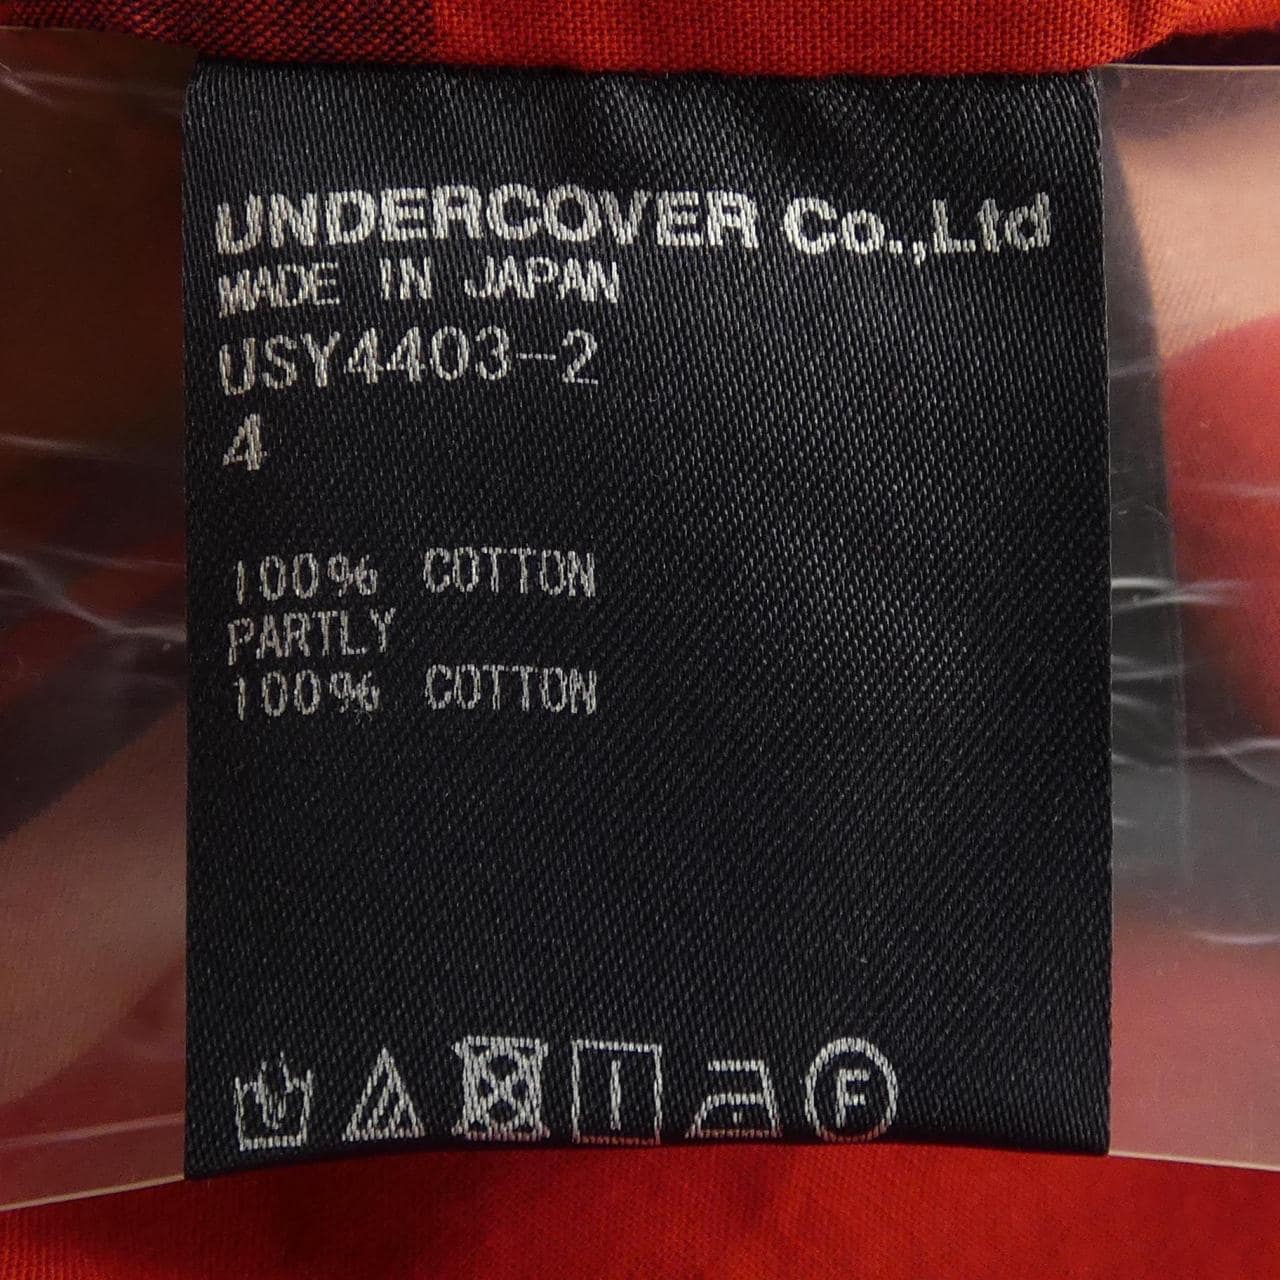 UNDERCOVER Co.,Ltd
MADE IN JAPAN
USY4403-2
4
100% COTTON
PARTLY
100% COTTON
F